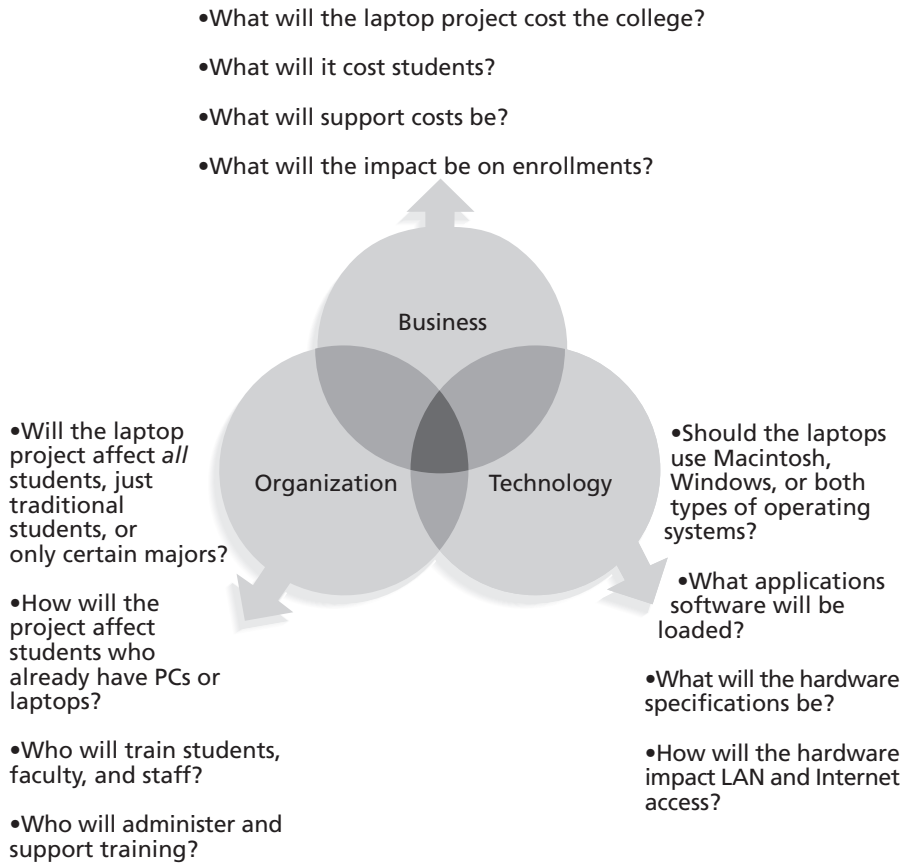 •What will the laptop project cost the college?
•What will it cost students?
•What will support costs be?
•What will the impact be on enrollments?
Business
Organization
Technology
•Will the laptop
project affect all
students, just
traditional
students, or
only certain majors?
•How will the
project affect
students who
already have PCs or
laptops?
•Who will train students,
faculty, and staff?
•Who will administer and
support training?
•Should the laptops
use Macintosh,
Windows, or both
types of operating
systems?
•What applications
software will be
loaded?
•What will the hardware
specifications be?
•How will the hardware
impact LAN and Internet
access?